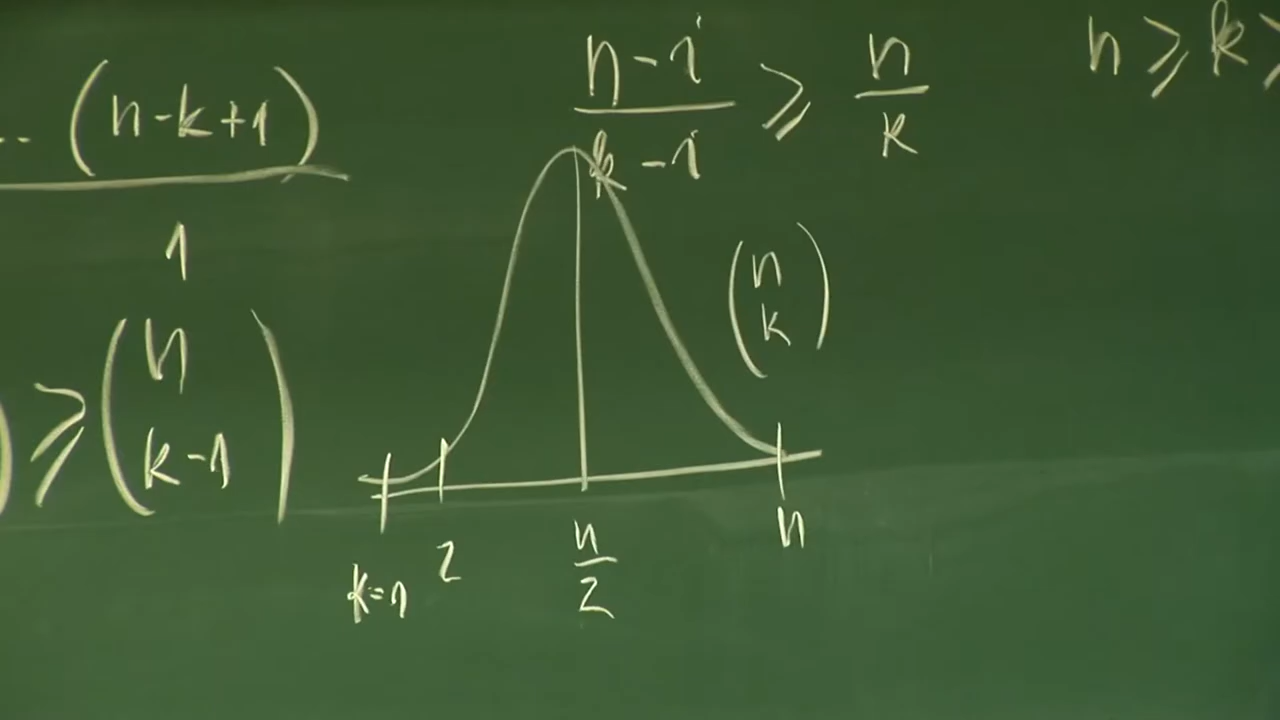 .. (n-k+1)
1
) ≥ (n
k-1)
n-i / k-i ≥ n / k
n ≥ k ≥
(n
k)
k=1 2 n/2 n